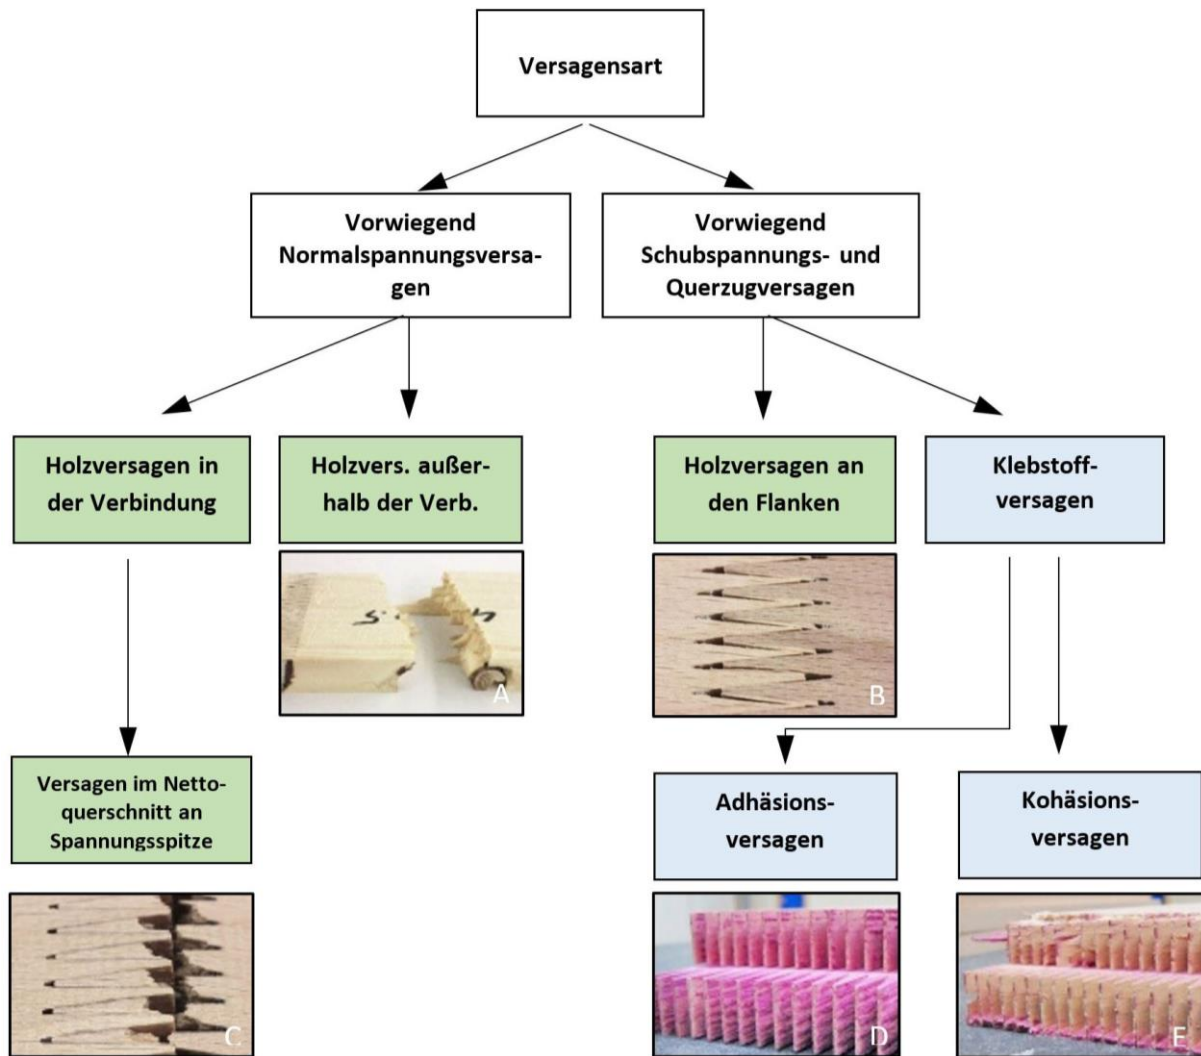 Versagensart
Vorwiegend
Normalspannungsversa-
gen
Vorwiegend
Schubspannungs- und
Querzugversagen
Holzversagen in
der Verbindung
Holzvers. außer-
halb der Verb.
Holzversagen an
den Flanken
Klebstoff-
versagen
A
B
Versagen im Netto-
querschnitt an
Spannungsspitze
Adhäsions-
versagen
Kohäsions-
versagen
C
D
E